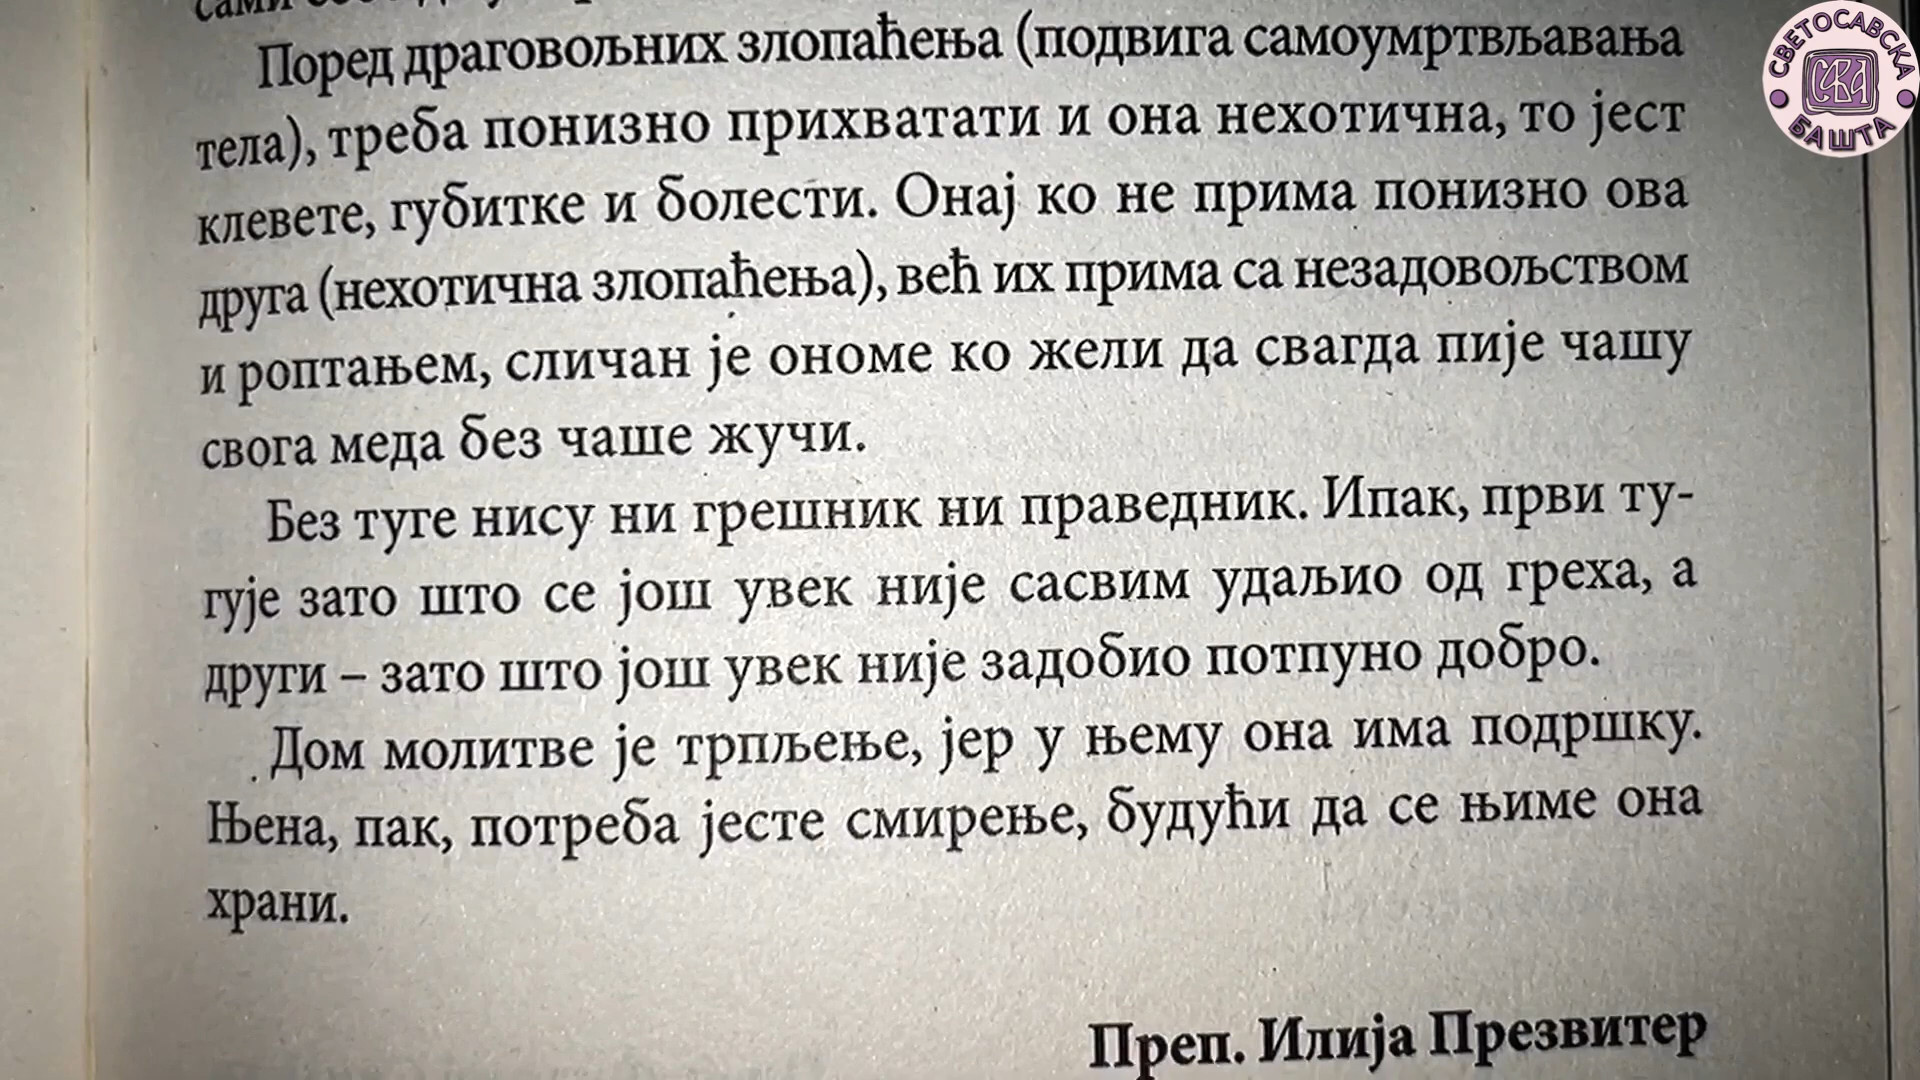 Поред драговољних злопаћења (подвига самоумртвљавања
тела), треба понизно прихватати и она нехотична, то јест
клевете, губитке и болести. Онај ко не прима понизно ова
друга (нехотична злопаћења), већ их прима са незадовољством
и роптањем, сличан је ономе ко жели да свагда пије чашу
свога меда без чаше жучи.
Без туге нису ни грешник ни праведник. Ипак, први ту-
гује зато што се још увек није сасвим удаљио од греха, а
други – зато што још увек није задобио потпуно добро.
Дом молитве је трпљење, јер у њему она има подршку.
Њена, пак, потреба јесте смирење, будући да се њиме она
храни.
Преп. Илија Презвитер
СВЕТОСАВСКА
БАШТА